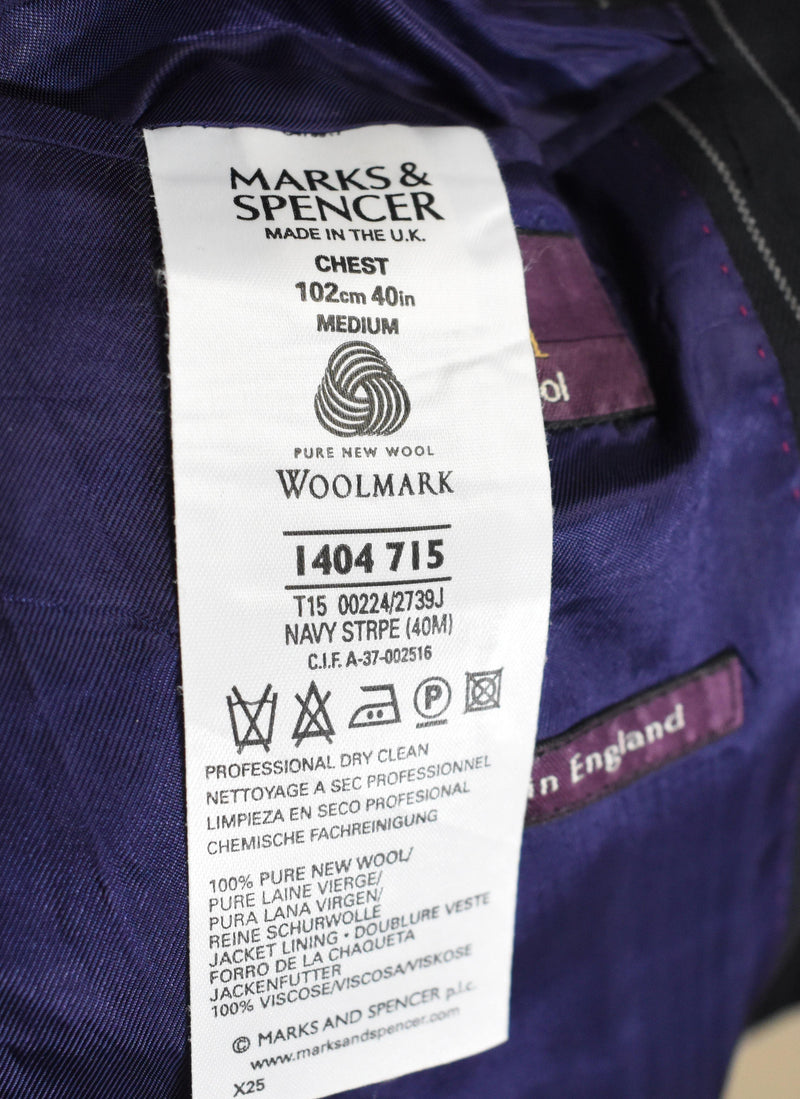 MARKS &
SPENCER
MADE IN THE U.K.
CHEST
102cm 40in
MEDIUM
PURE NEW WOOL
WOOLMARK
1404 715
T15 00224/2739J
NAVY STRPE (40M)
C.I.F. A-37-002516
P
PROFESSIONAL DRY CLEAN
NETTOYAGE A SEC PROFESSIONNEL
LIMPIEZA EN SECO PROFESIONAL
CHEMISCHE FACHREINIGUNG
100% PURE NEW WOOL/
PURE LAINE VIERGE/
PURA LANA VIRGEN/
REINE SCHURWOLLE
JACKET LINING • DOUBLURE VESTE
FORRO DE LA CHAQUETA
JACKENFUTTER
100% VISCOSE/VISCOSA/VISKOSE
© MARKS AND SPENCER p.l.c.
www.marksandspencer.com
X25
ol
in England